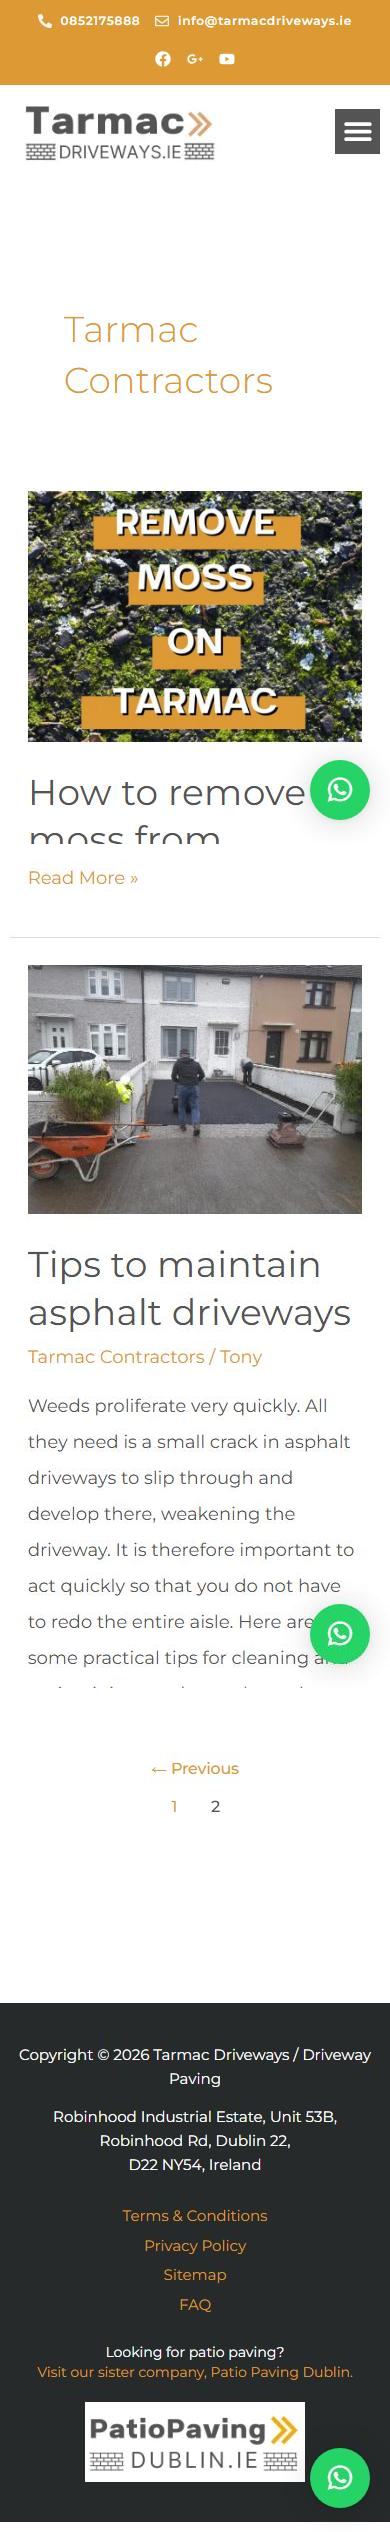 0852175888 info@tarmacdriveways.ie
Tarmac
DRIVEWAYS.IE
Tarmac
Contractors
REMOVE
MOSS
ON
TARMAC
How to remove
moss from
Read More »
Tips to maintain
asphalt driveways
Tarmac Contractors / Tony
Weeds proliferate very quickly. All
they need is a small crack in asphalt
driveways to slip through and
develop there, weakening the
driveway. It is therefore important to
act quickly so that you do not have
to redo the entire aisle. Here are
some practical tips for cleaning and
← Previous
1 2
Copyright © 2026 Tarmac Driveways / Driveway
Paving
Robinhood Industrial Estate, Unit 53B,
Robinhood Rd, Dublin 22,
D22 NY54, Ireland
Terms & Conditions
Privacy Policy
Sitemap
FAQ
Looking for patio paving?
Visit our sister company, Patio Paving Dublin.
PatioPaving
DUBLIN.IE